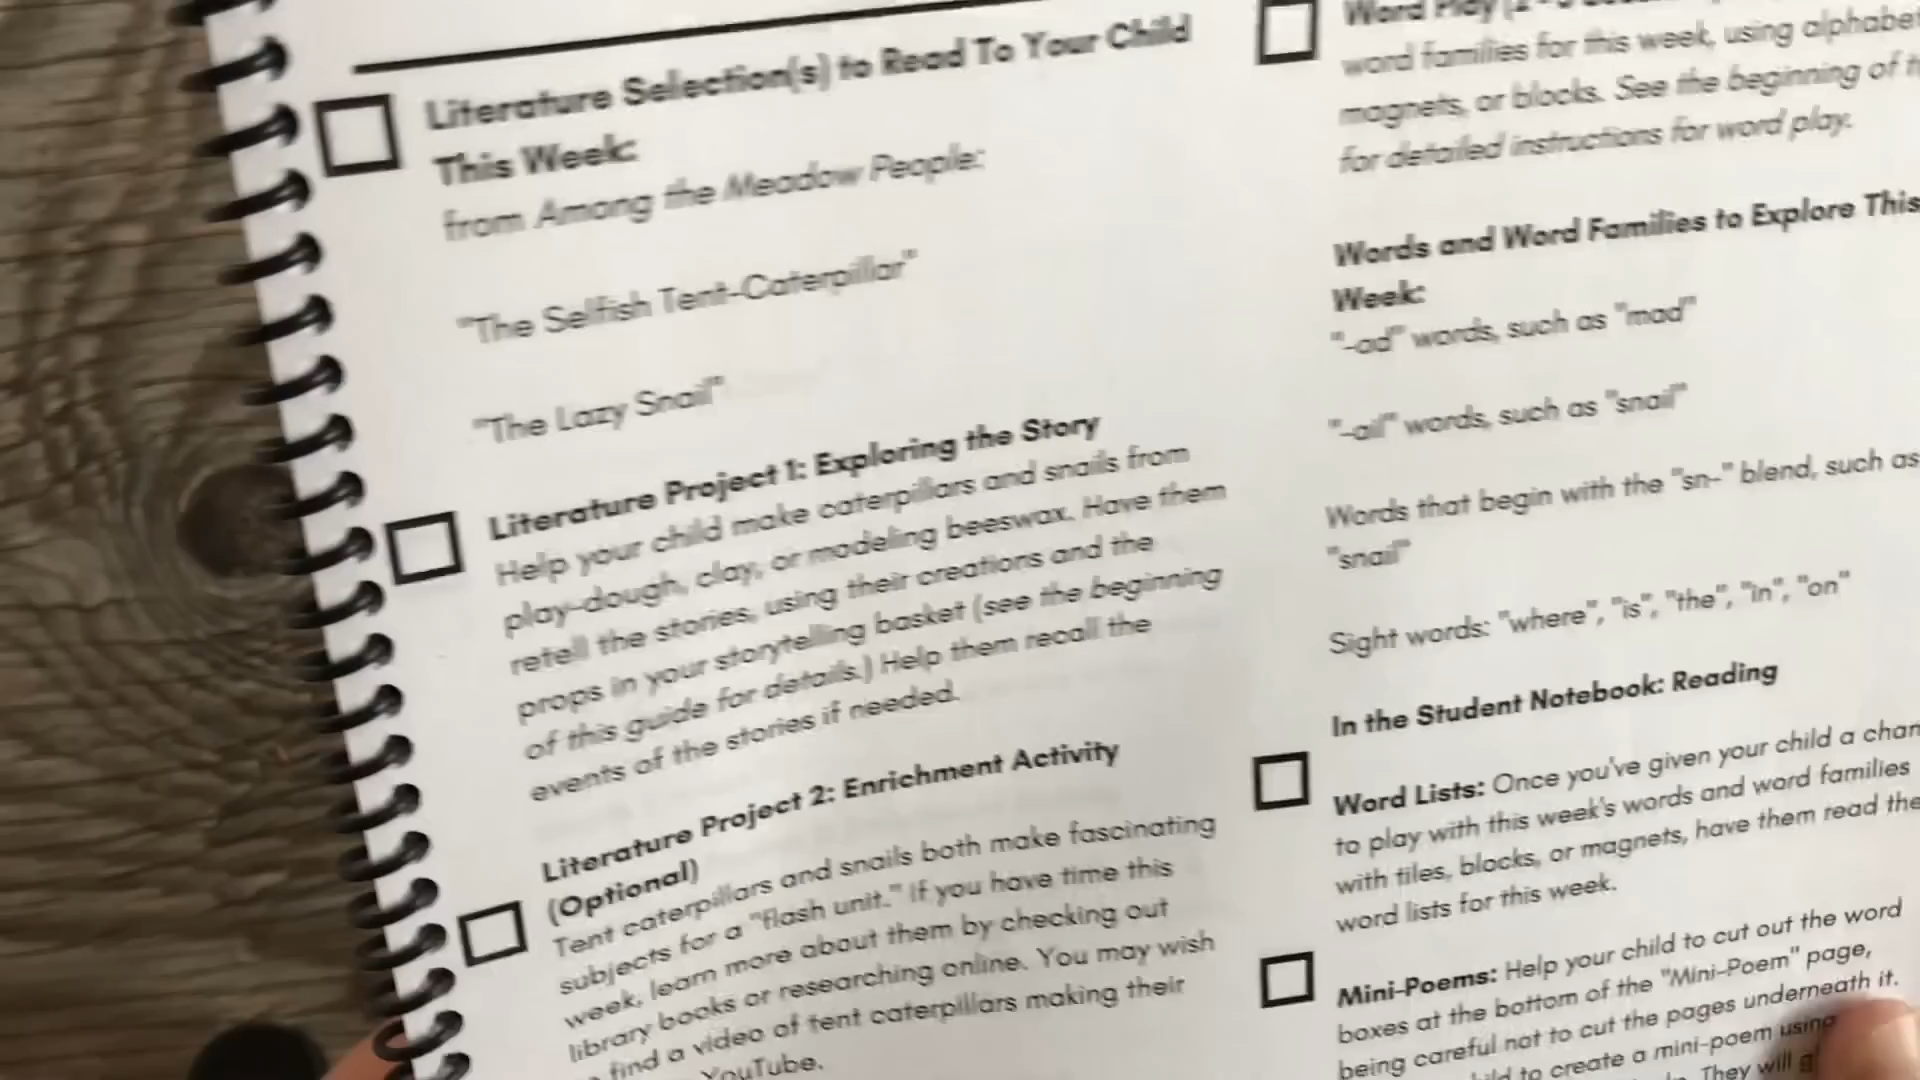 Literature Selection(s) to Read To Your Child
This Week:
from Among the Meadow People:
"The Selfish Tent-Caterpillar"
"The Lazy Snail"
Literature Project 1: Exploring the Story
Help your child make caterpillars and snails from
play-dough, clay, or modeling beeswax. Have them
retell the stories, using their creations and the
props in your storytelling basket (see the beginning
of this guide for details.) Help them recall the
events of the stories if needed.
Literature Project 2: Enrichment Activity
(Optional)
Tent caterpillars and snails both make fascinating
subjects for a "flash unit." If you have time this
week, learn more about them by checking out
library books or researching online. You may wish
find a video of tent caterpillars making their
YouTube.
Word Play
word families for this week, using alphabet
magnets, or blocks. See the beginning of
for detailed instructions for word play.
Words and Word Families to Explore This
Week:
"-ad" words, such as "mad"
"-ail" words, such as "snail"
Words that begin with the "sn-" blend, such as
"snail"
Sight words: "where", "is", "the", "in", "on"
In the Student Notebook: Reading
Word Lists: Once you've given your child a
to play with this week's words and word families
with tiles, blocks, or magnets, have them read the
word lists for this week.
Mini-Poems: Help your child to cut out the word
boxes at the bottom of the "Mini-Poem" page,
being careful not to cut the pages underneath it.
to create a mini-poem using
They will